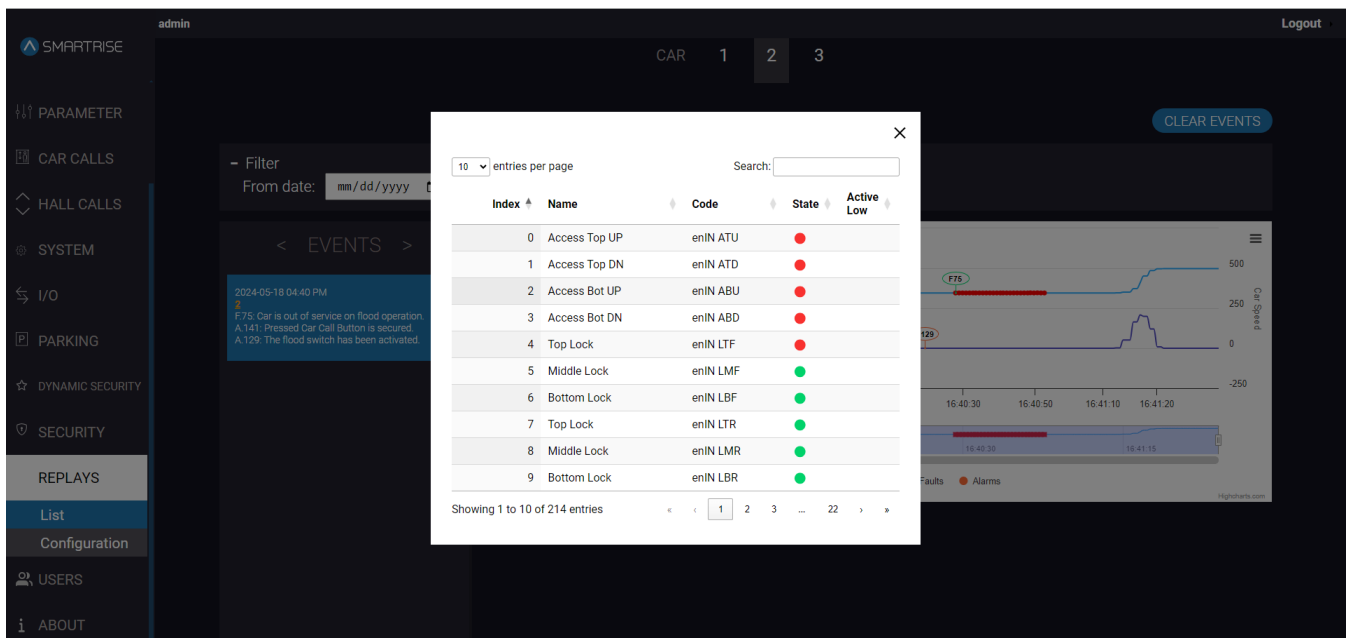 admin
Logout
SMARTRISE
CAR 1 2 3
PARAMETER
CAR CALLS
HALL CALLS
SYSTEM
I/O
PARKING
DYNAMIC SECURITY
SECURITY
REPLAYS
List
Configuration
USERS
ABOUT
CLEAR EVENTS
− Filter
From date: mm/dd/yyyy
< EVENTS >
2024-05-18 04:40 PM
2
F.75: Car is out of service on flood operation.
A.141: Pressed Car Call Button is secured.
A.129: The flood switch has been activated.
10 entries per page Search:
Index Name Code State Active Low
0 Access Top UP enIN ATU
1 Access Top DN enIN ATD
2 Access Bot UP enIN ABU
3 Access Bot DN enIN ABD
4 Top Lock enIN LTF
5 Middle Lock enIN LMF
6 Bottom Lock enIN LBF
7 Top Lock enIN LTR
8 Middle Lock enIN LMR
9 Bottom Lock enIN LBR
Showing 1 to 10 of 214 entries « ‹ 1 2 3 ... 22 › »
F75
129
500
250
0
-250
Car Speed
16:40:30 16:40:50 16:41:10 16:41:20
16:40:30 16:41:15
Faults Alarms
Highcharts.com